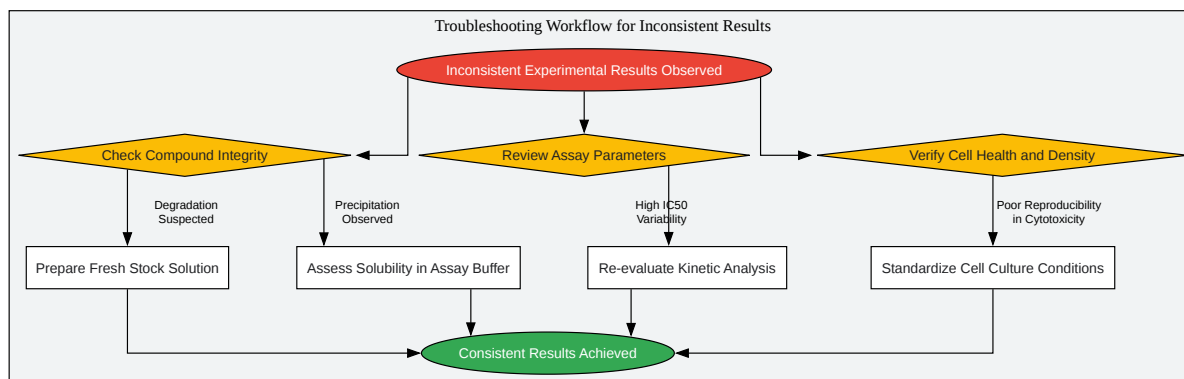 Troubleshooting Workflow for Inconsistent Results
Inconsistent Experimental Results Observed
Check Compound Integrity
Review Assay Parameters
Verify Cell Health and Density
Degradation
Suspected
Precipitation
Observed
High IC50
Variability
Poor Reproducibility
in Cytotoxicity
Prepare Fresh Stock Solution
Assess Solubility in Assay Buffer
Re-evaluate Kinetic Analysis
Standardize Cell Culture Conditions
Consistent Results Achieved